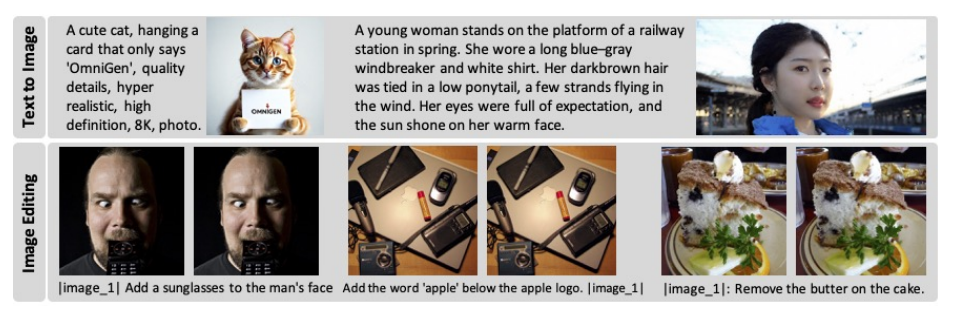 Text to Image
A cute cat, hanging a
card that only says
'OmniGen', quality
details, hyper
realistic, high
definition, 8K, photo.
OMNIGEN
A young woman stands on the platform of a railway
station in spring. She wore a long blue–gray
windbreaker and white shirt. Her darkbrown hair
was tied in a low ponytail, a few strands flying in
the wind. Her eyes were full of expectation, and
the sun shone on her warm face.
Image Editing
|image_1| Add a sunglasses to the man's face
Add the word 'apple' below the apple logo. |image_1|
|image_1|: Remove the butter on the cake.